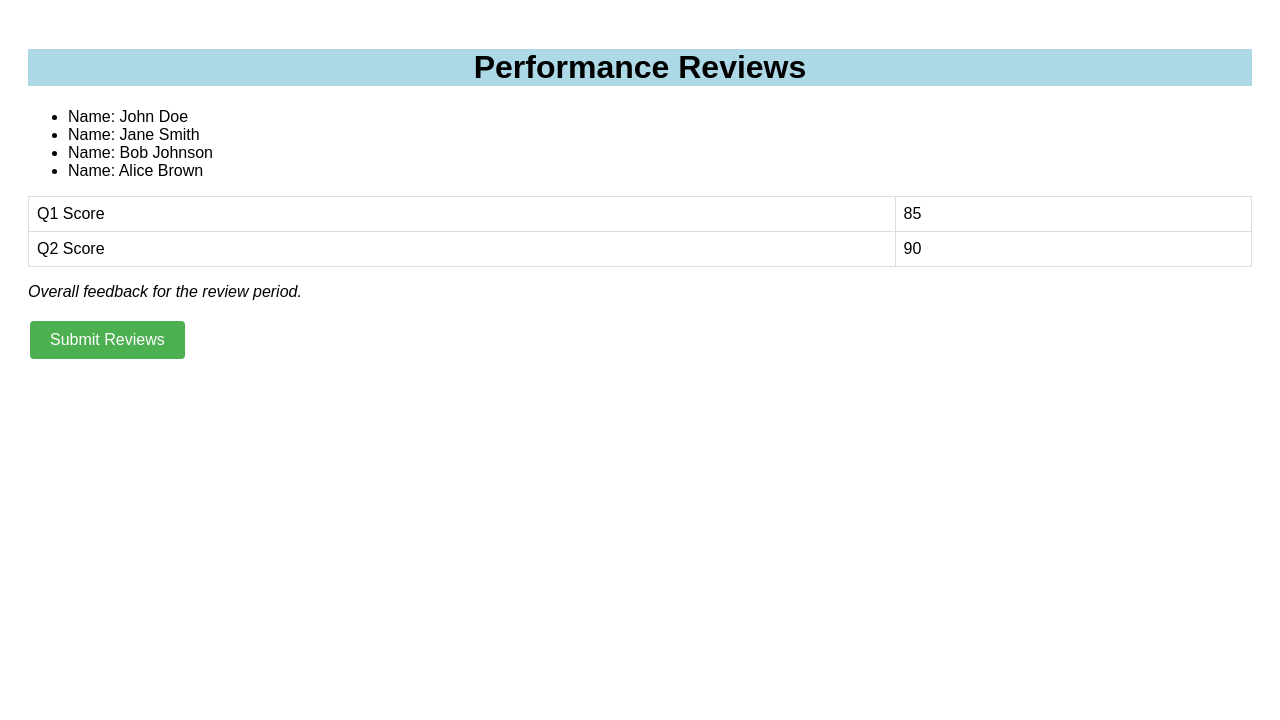 Performance Reviews
Name: John Doe
Name: Jane Smith
Name: Bob Johnson
Name: Alice Brown
Q1 Score 85
Q2 Score 90
Overall feedback for the review period.
Submit Reviews